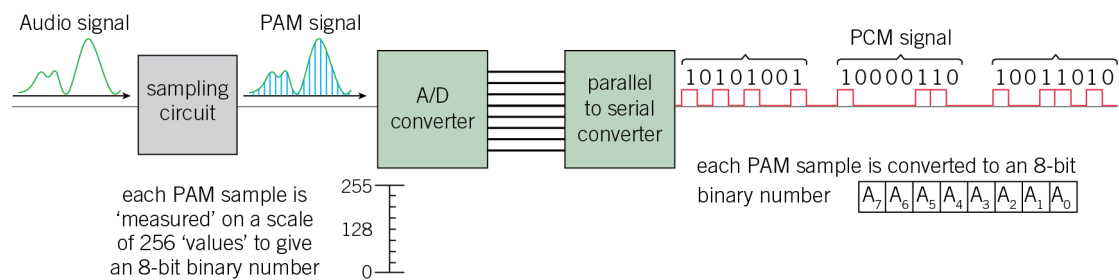 Audio signal
PAM signal
PCM signal
10101001 10000110 10011010
sampling
circuit
A/D
converter
parallel
to serial
converter
each PAM sample is
‘measured’ on a scale
of 256 ‘values’ to give
an 8-bit binary number
255
128
0
each PAM sample is converted to an 8-bit
binary number A₇ A₆ A₅ A₄ A₃ A₂ A₁ A₀